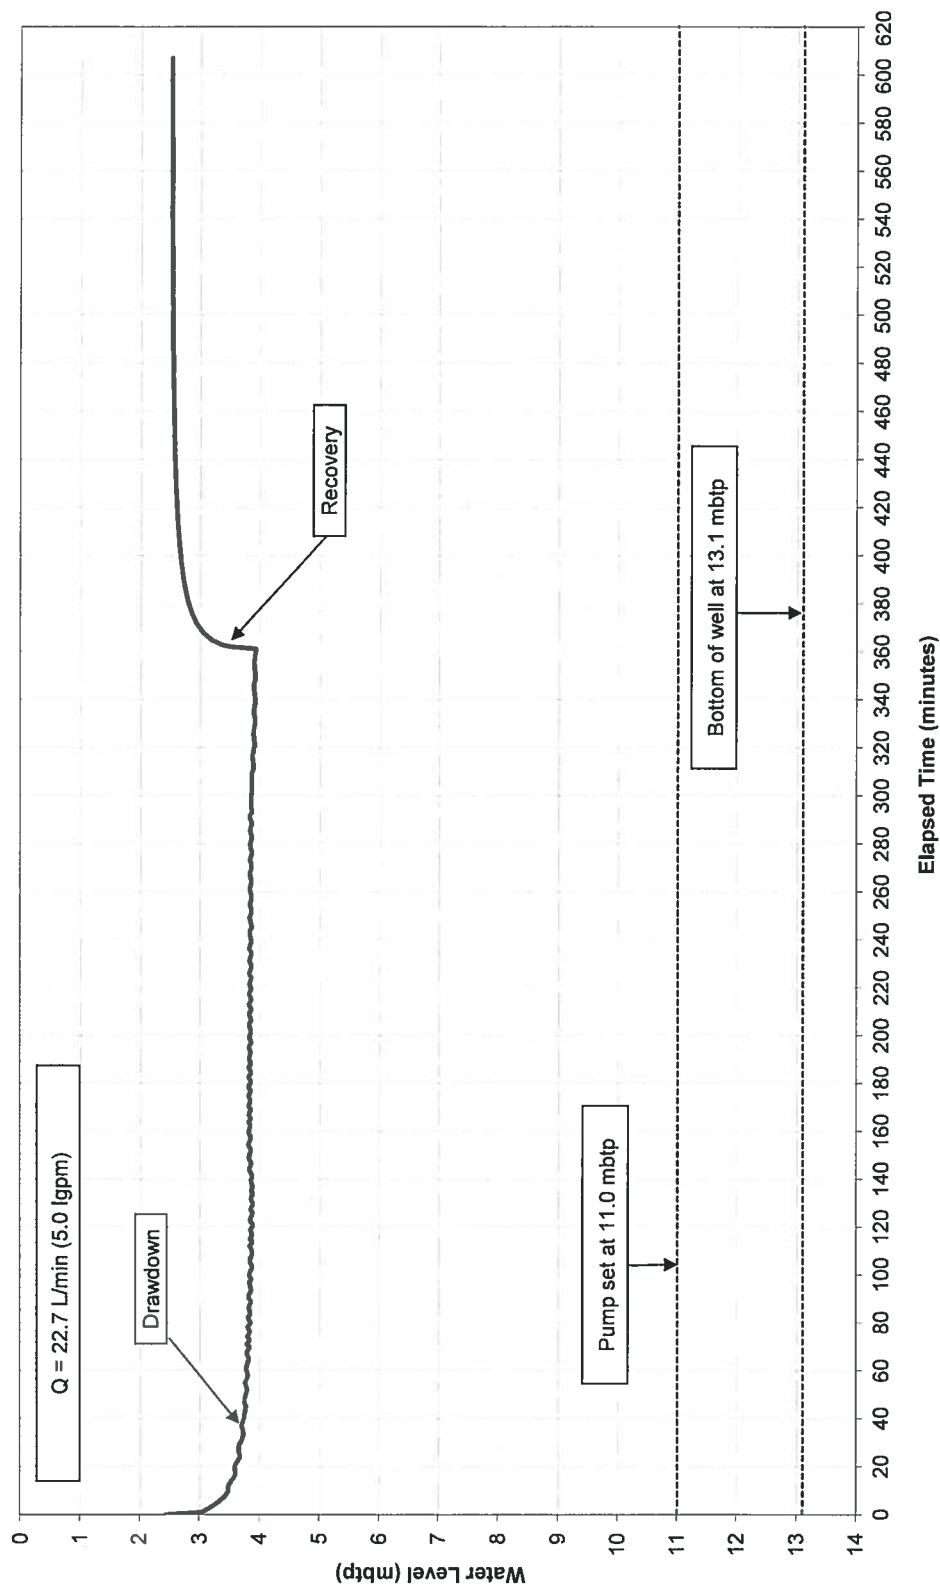 Q = 22.7 L/min (5.0 Igpm)
Drawdown
Recovery
Pump set at 11.0 mbtp
Bottom of well at 13.1 mbtp
Water Level (mbtp)
0
1
2
3
4
5
6
7
8
9
10
11
12
13
14
0 20 40 60 80 100 120 140 160 180 200 220 240 260 280 300 320 340 360 380 400 420 440 460 480 500 520 540 560 580 600 620
Elapsed Time (minutes)